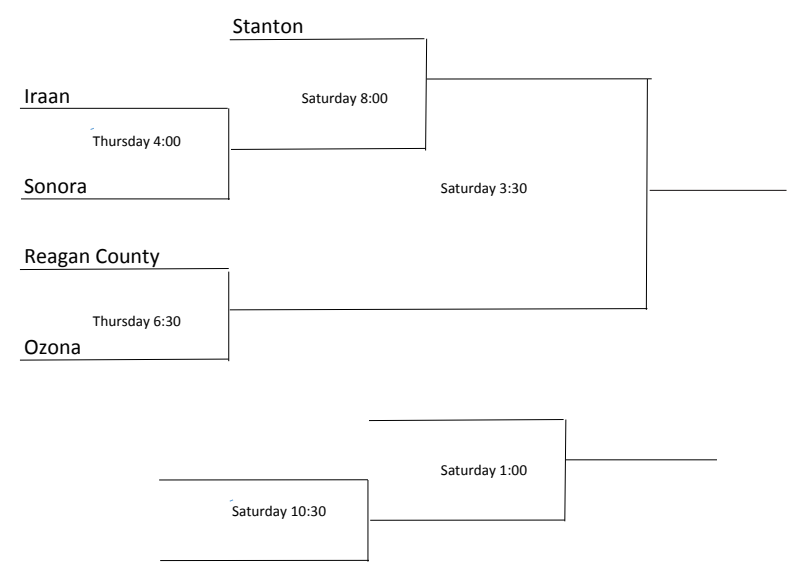 Stanton
Iraan
Saturday 8:00
Thursday 4:00
Sonora
Saturday 3:30
Reagan County
Thursday 6:30
Ozona
Saturday 1:00
Saturday 10:30